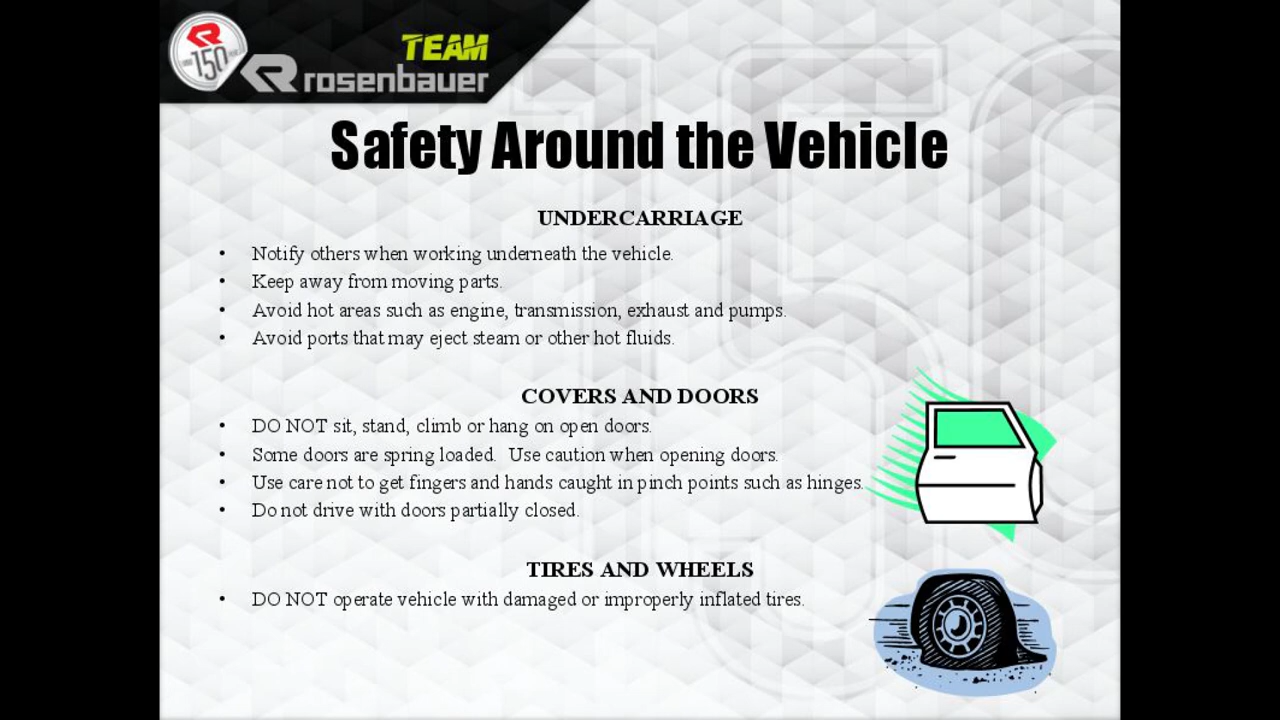 150
TEAM
rosenbauer
Safety Around the Vehicle
UNDERCARRIAGE
• Notify others when working underneath the vehicle.
• Keep away from moving parts.
• Avoid hot areas such as engine, transmission, exhaust and pumps.
• Avoid ports that may eject steam or other hot fluids.
COVERS AND DOORS
• DO NOT sit, stand, climb or hang on open doors.
• Some doors are spring loaded.  Use caution when opening doors.
• Use care not to get fingers and hands caught in pinch points such as hinges.
• Do not drive with doors partially closed.
TIRES AND WHEELS
• DO NOT operate vehicle with damaged or improperly inflated tires.